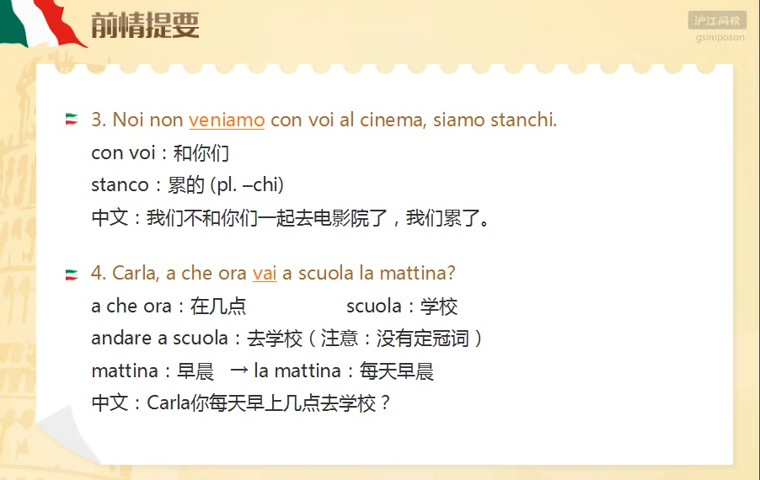 前情提要
沪江网校
gsimposon
3. Noi non veniamo con voi al cinema, siamo stanchi.
con voi：和你们
stanco：累的 (pl. –chi)
中文：我们不和你们一起去电影院了，我们累了。
4. Carla, a che ora vai a scuola la mattina?
a che ora：在几点 scuola：学校
andare a scuola：去学校（注意：没有定冠词）
mattina：早晨 → la mattina：每天早晨
中文：Carla你每天早上几点去学校？